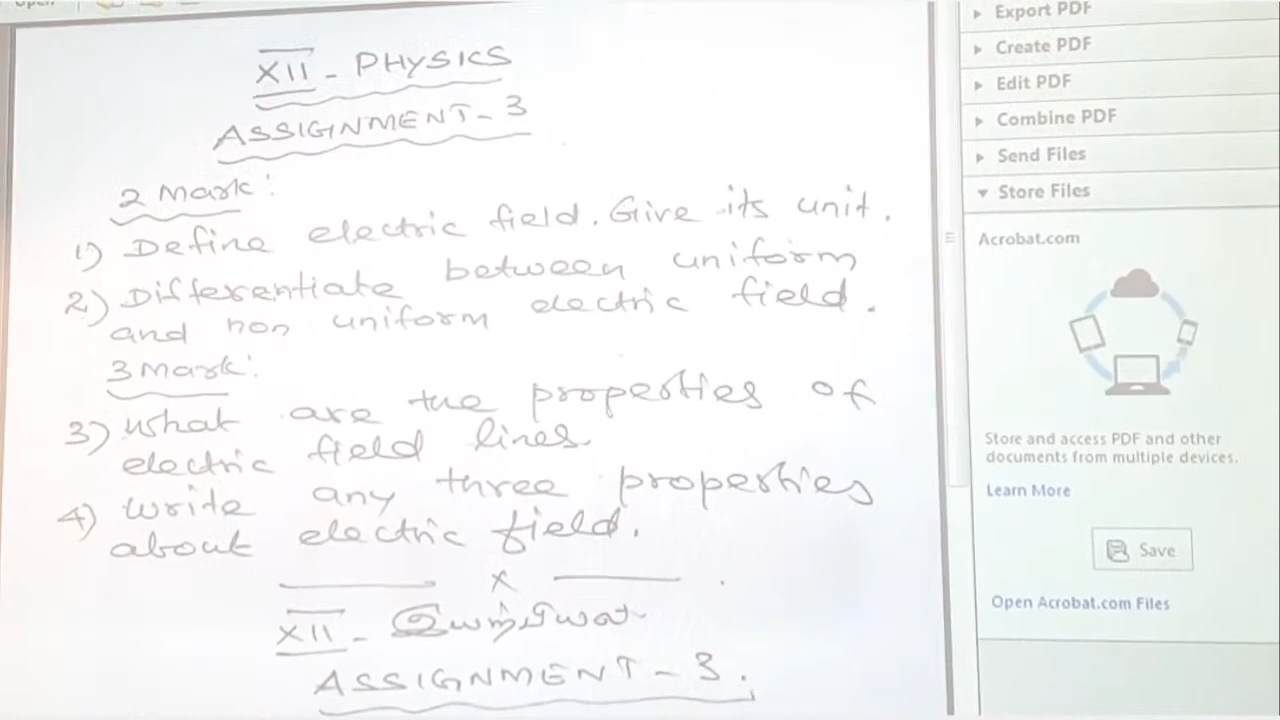 Open
XII - PHYSICS
ASSIGNMENT - 3
2 Mark:
1) Define electric field. Give its unit.
2) Differentiate between uniform
and non uniform electric field.
3 Mark:
3) What are the properties of
electric field lines
4) Write any three properties
about electric field.
x
XII - இயற்பியல்
ASSIGNMENT - 3.
Export PDF
Create PDF
Edit PDF
Combine PDF
Send Files
Store Files
Acrobat.com
Store and access PDF and other
documents from multiple devices.
Learn More
Save
Open Acrobat.com Files